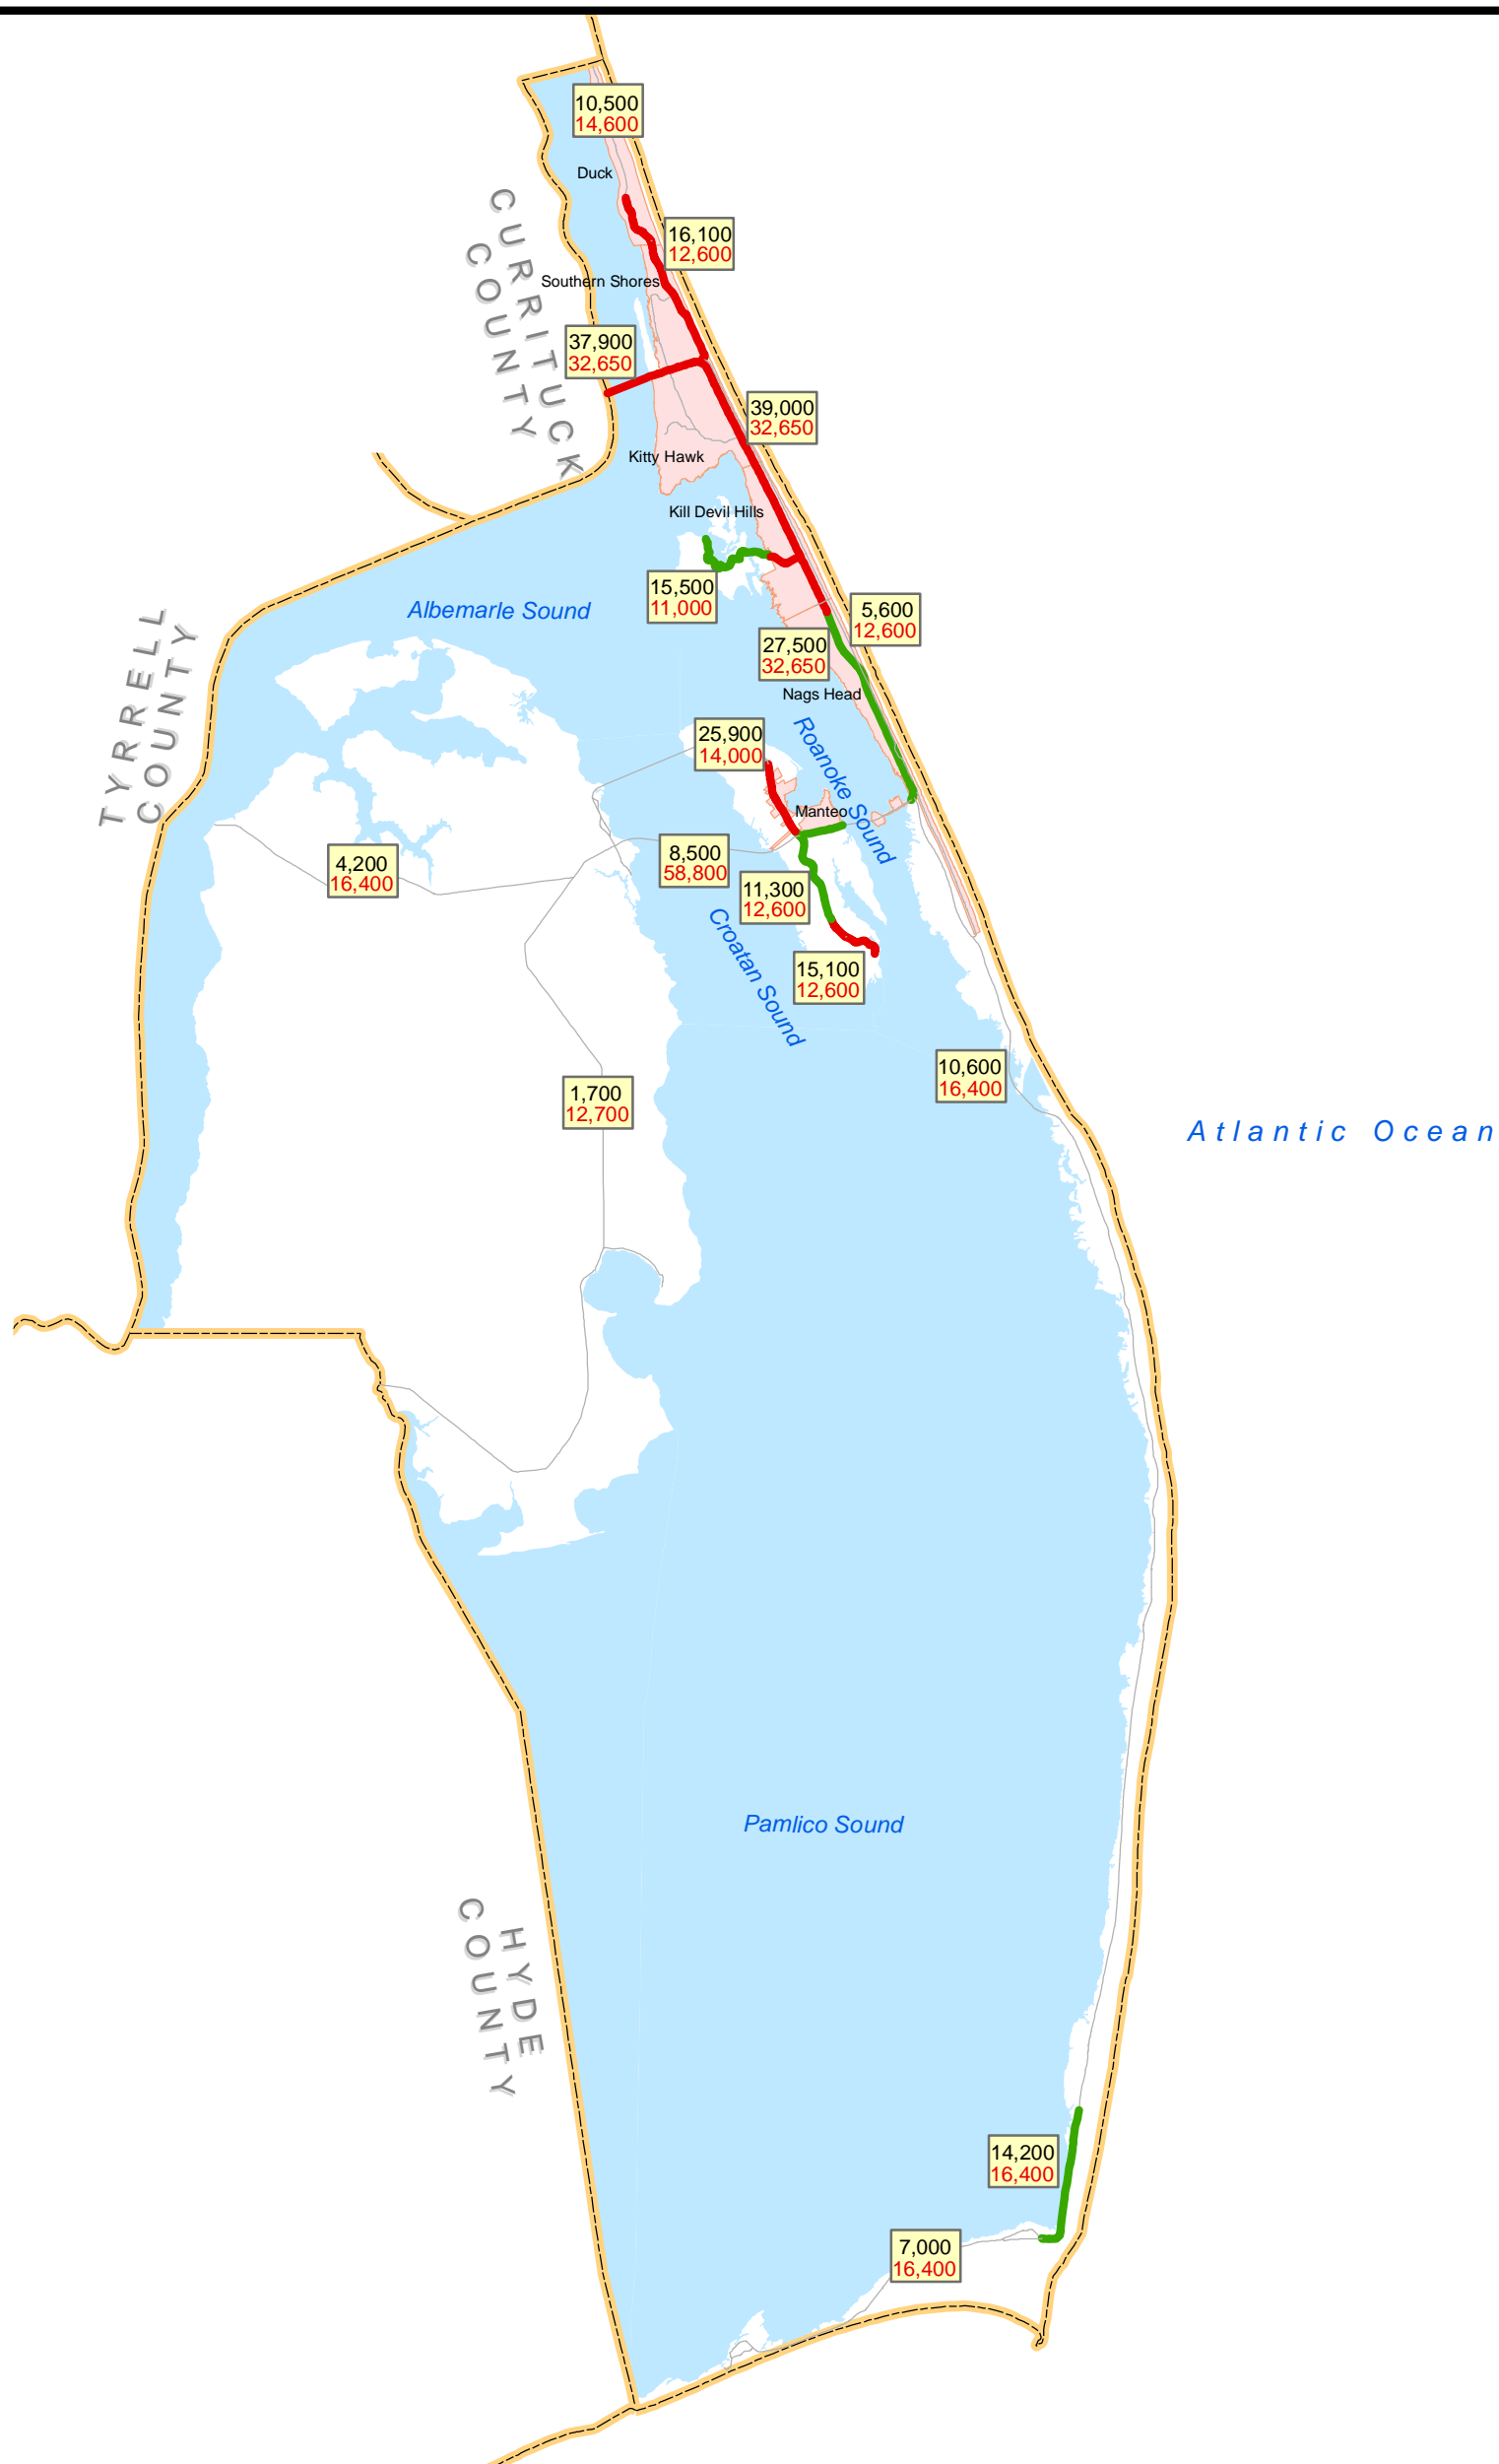 10,500
14,600
Duck
16,100
12,600
CURRITUCK
COUNTY
Southern Shores
37,900
32,650
39,000
32,650
Kitty Hawk
Kill Devil Hills
15,500
11,000
Albemarle Sound
5,600
12,600
TYRRELL
COUNTY
27,500
32,650
Nags Head
25,900
14,000
Roanoke Sound
Manteo
8,500
58,800
4,200
16,400
11,300
12,600
Croatan Sound
15,100
12,600
10,600
16,400
1,700
12,700
Atlantic Ocean
Pamlico Sound
HYDE
COUNTY
14,200
16,400
7,000
16,400